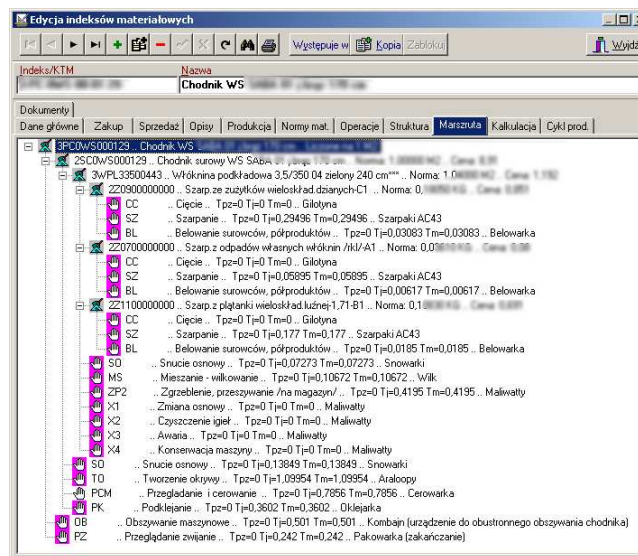 Edycja indeksów materiałowych
Występuje w Kopia Zablokuj Wyjdź
Indeks/KTM Nazwa
Chodnik WS
Dokumenty
Dane główne Zakup Sprzedaż Opisy Produkcja Normy mat. Operacje Struktura Marszruta Kalkulacja Cykl prod.
3PC0WS000129 .. Chodnik WS
2SC0WS000129 .. Chodnik surowy WS SABA
3WPL33500443 .. Włóknina podkładowa 3,5/350 04 zielony 240 cm*** .. Norma: 1,0
2Z0900000000 .. Szarp.ze zużytków wieloskład.dzianych-C1 .. Norma: 0,
CC .. Cięcie .. Tpz=0 Tj=0 Tm=0 .. Gilotyna
SZ .. Szarpanie .. Tpz=0 Tj=0,29496 Tm=0,29496 .. Szarpaki AC43
BL .. Belowanie surowców, półproduktów .. Tpz=0 Tj=0,03083 Tm=0,03083 .. Belowarka
2Z0700000000 .. Szarp.z odpadów własnych włóknin /rkl/-A1 .. Norma: 0,0
CC .. Cięcie .. Tpz=0 Tj=0 Tm=0 .. Gilotyna
SZ .. Szarpanie .. Tpz=0 Tj=0,05895 Tm=0,05895 .. Szarpaki AC43
BL .. Belowanie surowców, półproduktów .. Tpz=0 Tj=0,00617 Tm=0,00617 .. Belowarka
2Z1100000000 .. Szarp.z plątanki wieloskład.luźnej-1,71-B1 .. Norma: 0,1
CC .. Cięcie .. Tpz=0 Tj=0 Tm=0 .. Gilotyna
SZ .. Szarpanie .. Tpz=0 Tj=0,177 Tm=0,177 .. Szarpaki AC43
BL .. Belowanie surowców, półproduktów .. Tpz=0 Tj=0,0185 Tm=0,0185 .. Belowarka
SO .. Snucie osnowy .. Tpz=0 Tj=0,07273 Tm=0,07273 .. Snowarki
MS .. Mieszanie - wilkowanie .. Tpz=0 Tj=0,10672 Tm=0,10672 .. Wilk
ZP2 .. Zgrzeblenie, przeszywanie /na magazyn/ .. Tpz=0 Tj=0,4195 Tm=0,4195 .. Maliwatty
X1 .. Zmiana osnowy .. Tpz=0 Tj=0 Tm=0 .. Maliwatty
X2 .. Czyszczenie igieł .. Tpz=0 Tj=0 Tm=0 .. Maliwatty
X3 .. Awaria .. Tpz=0 Tj=0 Tm=0 .. Maliwatty
X4 .. Konserwacja maszyny .. Tpz=0 Tj=0 Tm=0 .. Maliwatty
SO .. Snucie osnowy .. Tpz=0 Tj=0,13849 Tm=0,13849 .. Snowarki
TO .. Tworzenie okrywy .. Tpz=0 Tj=1,09954 Tm=1,09954 .. Araloopy
PCM .. Przegladanie i cerowanie .. Tpz=0 Tj=0,7856 Tm=0,7856 .. Cerowarka
PK .. Podklejanie .. Tpz=0 Tj=0,3602 Tm=0,3602 .. Oklejarka
OB .. Obszywanie maszynowe .. Tpz=0 Tj=0,501 Tm=0,501 .. Kombajn (urządzenie do obustronnego obszywania chodnika)
PZ .. Przeglądanie zwijanie .. Tpz=0 Tj=0,242 Tm=0,242 .. Pakowarka (zakańczanie)